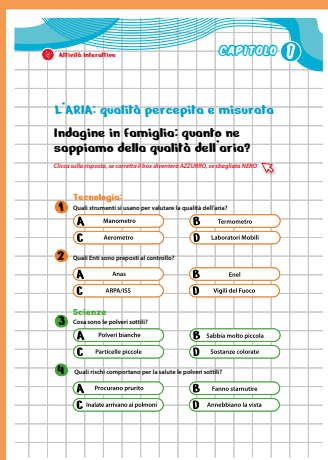 Attività Interattiva
CAPITOLO 1
L'ARIA: qualità percepita e misurata
Indagine in famiglia: quanto ne
sappiamo della qualità dell'aria?
Clicca sulla risposta, se corretta il box diventerà AZZURRO, se sbagliata NERO
Tecnologia:
1 Quali strumenti si usano per valutare la qualità dell'aria?
A Manometro B Termometro
C Aerometro D Laboratori Mobili
2 Quali Enti sono preposti al controllo?
A Anas B Enel
C ARPA/ISS D Vigili del Fuoco
Scienze
3 Cosa sono le polveri sottili?
A Polveri bianche B Sabbia molto piccola
C Particelle piccole D Sostanze colorate
4 Quali rischi comportano per la salute le polveri sottili?
A Procurano prurito B Fanno starnutire
C Inalate arrivano ai polmoni D Annebbiano la vista